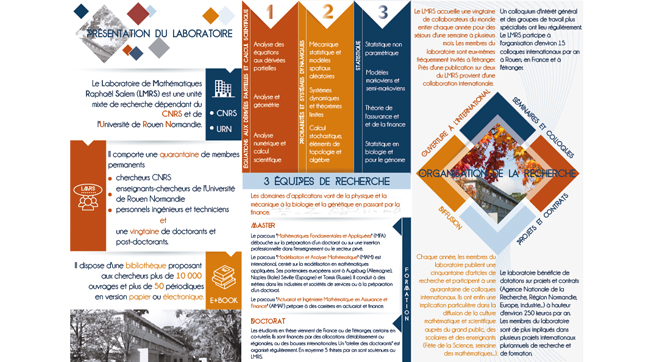 PRÉSENTATION DU LABORATOIRE
Le Laboratoire de Mathématiques
Raphaël Salem (LMRS) est une unité
mixte de recherche dépendant du
CNRS et de
l'Université de Rouen Normandie.
• CNRS
• URN
Il comporte une quarantaine de membres
permanents
chercheurs CNRS
enseignants-chercheurs de l'Université
de Rouen Normandie
personnels ingénieurs et techniciens
et
une vingtaine de doctorants et
post-doctorants.
LMRS
Il dispose d'une bibliothèque proposant
aux chercheurs plus de 10 000
ouvrages et plus de 50 périodiques
en version papier ou électronique.
E-BOOK
ÉQUATIONS AUX DÉRIVÉES PARTIELLES ET CALCUL SCIENTIFIQUE
1
Analyse des
équations
aux dérivées
partielles
Analyse et
géométrie
Analyse
numérique et
calcul
scientifique
PROBABILITÉS ET SYSTÈMES DYNAMIQUES
2
Mécanique
statistique et
modèles
spatiaux
aléatoires
Systèmes
dynamiques
et théorèmes
limites
Calcul
stochastique,
éléments de
topologie et
algèbre
STATISTIQUE
3
Statistique non
paramétrique
Modèles
markoviens et
semi-markoviens
Théorie de
l'assurance et
et de la finance
Statistique en
biologie et
pour le génome
3 ÉQUIPES DE RECHERCHE
Les domaines d'applications vont de la physique et la
mécanique à la biologie et la génétique en passant par la
finance.
MASTER
Le parcours "Mathématiques Fondamentales et Appliquées" (MFA)
débouche sur la préparation d'un doctorat ou sur une insertion
professionnelle dans l'enseignement ou le secteur privé.
Le parcours "Modélisation et Analyse Mathématique" (MAM) est
international, centré sur la modélisation en mathématiques
appliquées. Ses partenaires européens sont à Augsburg (Allemagne),
Naples (Italie) Séville (Espagne) et Tomsk (Russie). Il conduit à des
métiers dans les industries et sociétés de services ou à la préparation
d'un doctorat.
Le parcours "Actuariat et Ingénierie Mathématique en Assurance et
Finance" (AIMAF) prépare à des carrières en actuariat et finance.
DOCTORAT
Les étudiants en thèse viennent de France ou de l'étranger, certains en
co-tutelle. Ils sont financés par des allocations d'établissement ou
régionales, ou des bourses internationales. Un "atelier des doctorants" est
organisé régulièrement. En moyenne 5 thèses par an sont soutenues au
LMRS.
FORMATION
Le LMRS accueille une vingtaine
de collaborateurs du monde
entier chaque année pour des
séjours d'une semaine à plusieurs
mois. Les membres du
laboratoire sont eux-mêmes
fréquemment invités à l'étranger.
Près d'une publication sur deux
du LMRS provient d'une
collaboration internationale.
Un colloquium d'intérêt général
et des groupes de travail plus
spécialisés ont lieu régulièrement.
Le LMRS participe à
l'organisation d'environ 15
colloques internationaux par an
à Rouen, en France et à
l'étranger.
OUVERTURE À L'INTERNATIONAL
SÉMINAIRES ET COLLOQUES
ORGANISATION DE LA RECHERCHE
DIFFUSION
PROJETS ET CONTRATS
Chaque année, les membres du
laboratoire publient une
cinquantaine d'articles de
recherche et participent à une
quarantaine de colloques
internationaux. Ils ont enfin une
implication particulière dans la
diffusion de la culture
mathématique et scientifique
auprès du grand public, des
scolaires et des enseignants
(Fête de la Science, semaine
des mathématiques...).
Le laboratoire bénéficie de
dotations sur projets et contrats
(Agence Nationale de la
Recherche, Région Normandie,
Europe, Industrie...) à hauteur
d'environ 250 keuros par an.
Les membres du laboratoire
sont de plus impliqués dans
plusieurs projets internationaux
pluriannuels de recherche et
de formation.